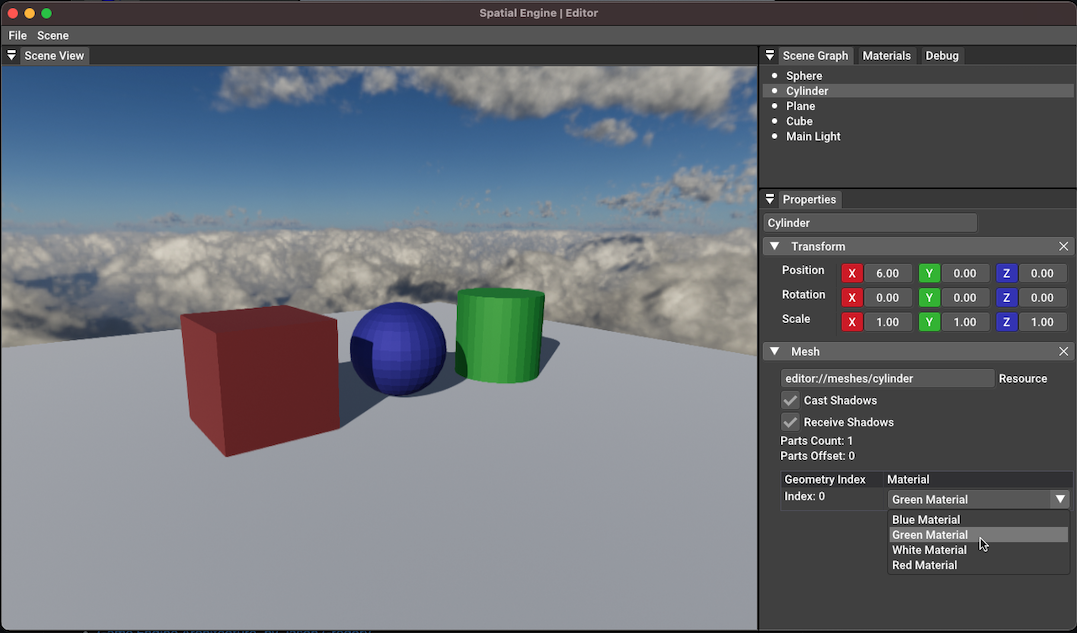 Spatial Engine | Editor
File Scene
Scene View
Scene Graph Materials Debug
Sphere
Cylinder
Plane
Cube
Main Light
Properties
Cylinder
Transform
Position X 6.00 Y 0.00 Z 0.00
Rotation X 0.00 Y 0.00 Z 0.00
Scale X 1.00 Y 1.00 Z 1.00
Mesh
editor://meshes/cylinder Resource
Cast Shadows
Receive Shadows
Parts Count: 1
Parts Offset: 0
Geometry Index Material
Index: 0 Green Material
Blue Material
Green Material
White Material
Red Material